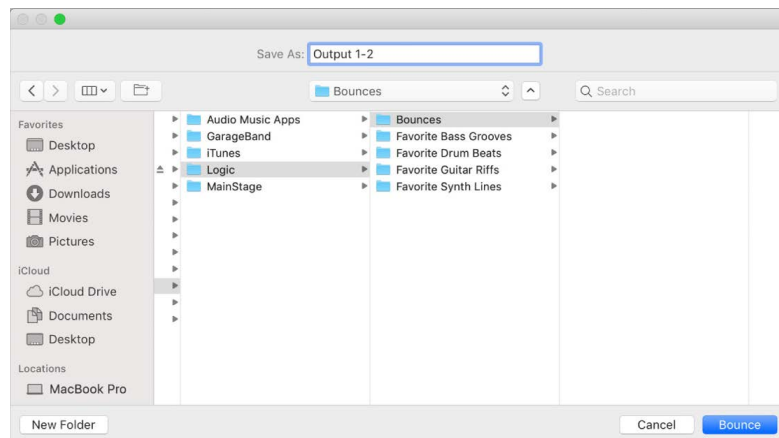 Save As: Output 1-2
Bounces
Search
Favorites
Desktop
Applications
Downloads
Movies
Pictures
iCloud
iCloud Drive
Documents
Desktop
Locations
MacBook Pro
Audio Music Apps
GarageBand
iTunes
Logic
MainStage
Bounces
Favorite Bass Grooves
Favorite Drum Beats
Favorite Guitar Riffs
Favorite Synth Lines
New Folder
Cancel
Bounce